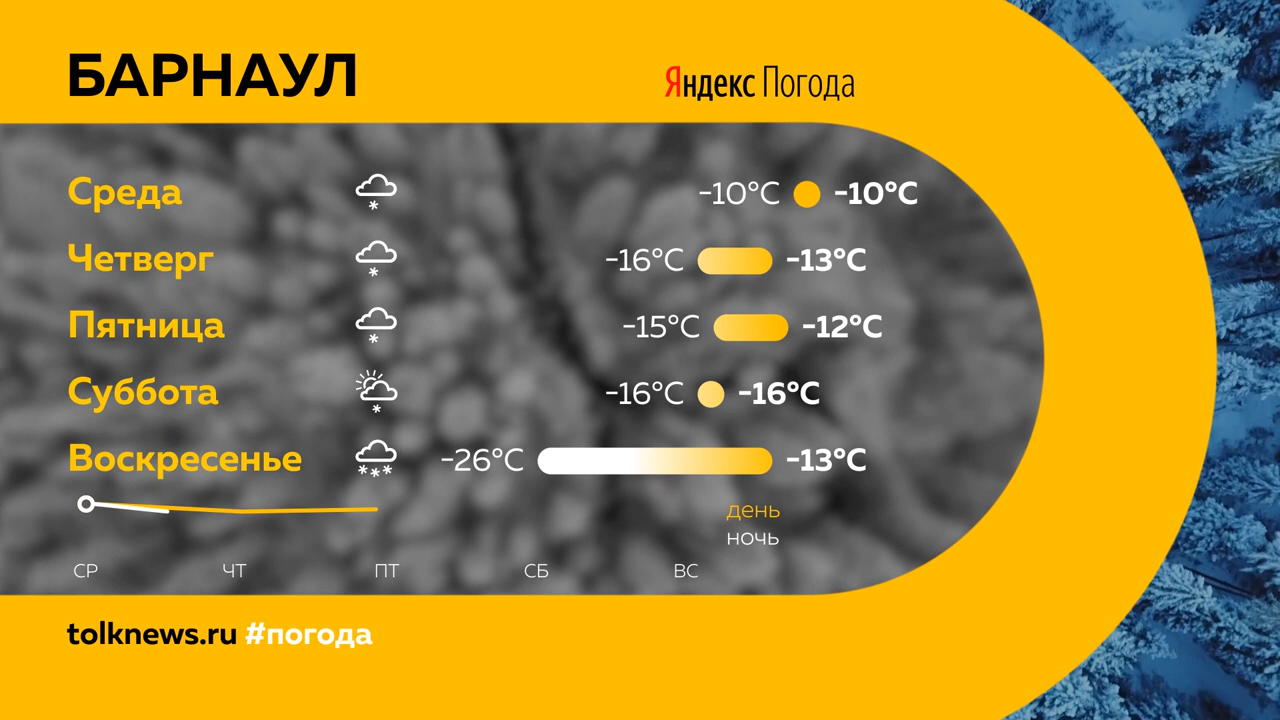 БАРНАУЛ
Яндекс Погода
Среда -10°C -10°C
Четверг -16°C -13°C
Пятница -15°C -12°C
Суббота -16°C -16°C
Воскресенье -26°C -13°C
день
ночь
СР ЧТ ПТ СБ ВС
tolknews.ru #погода